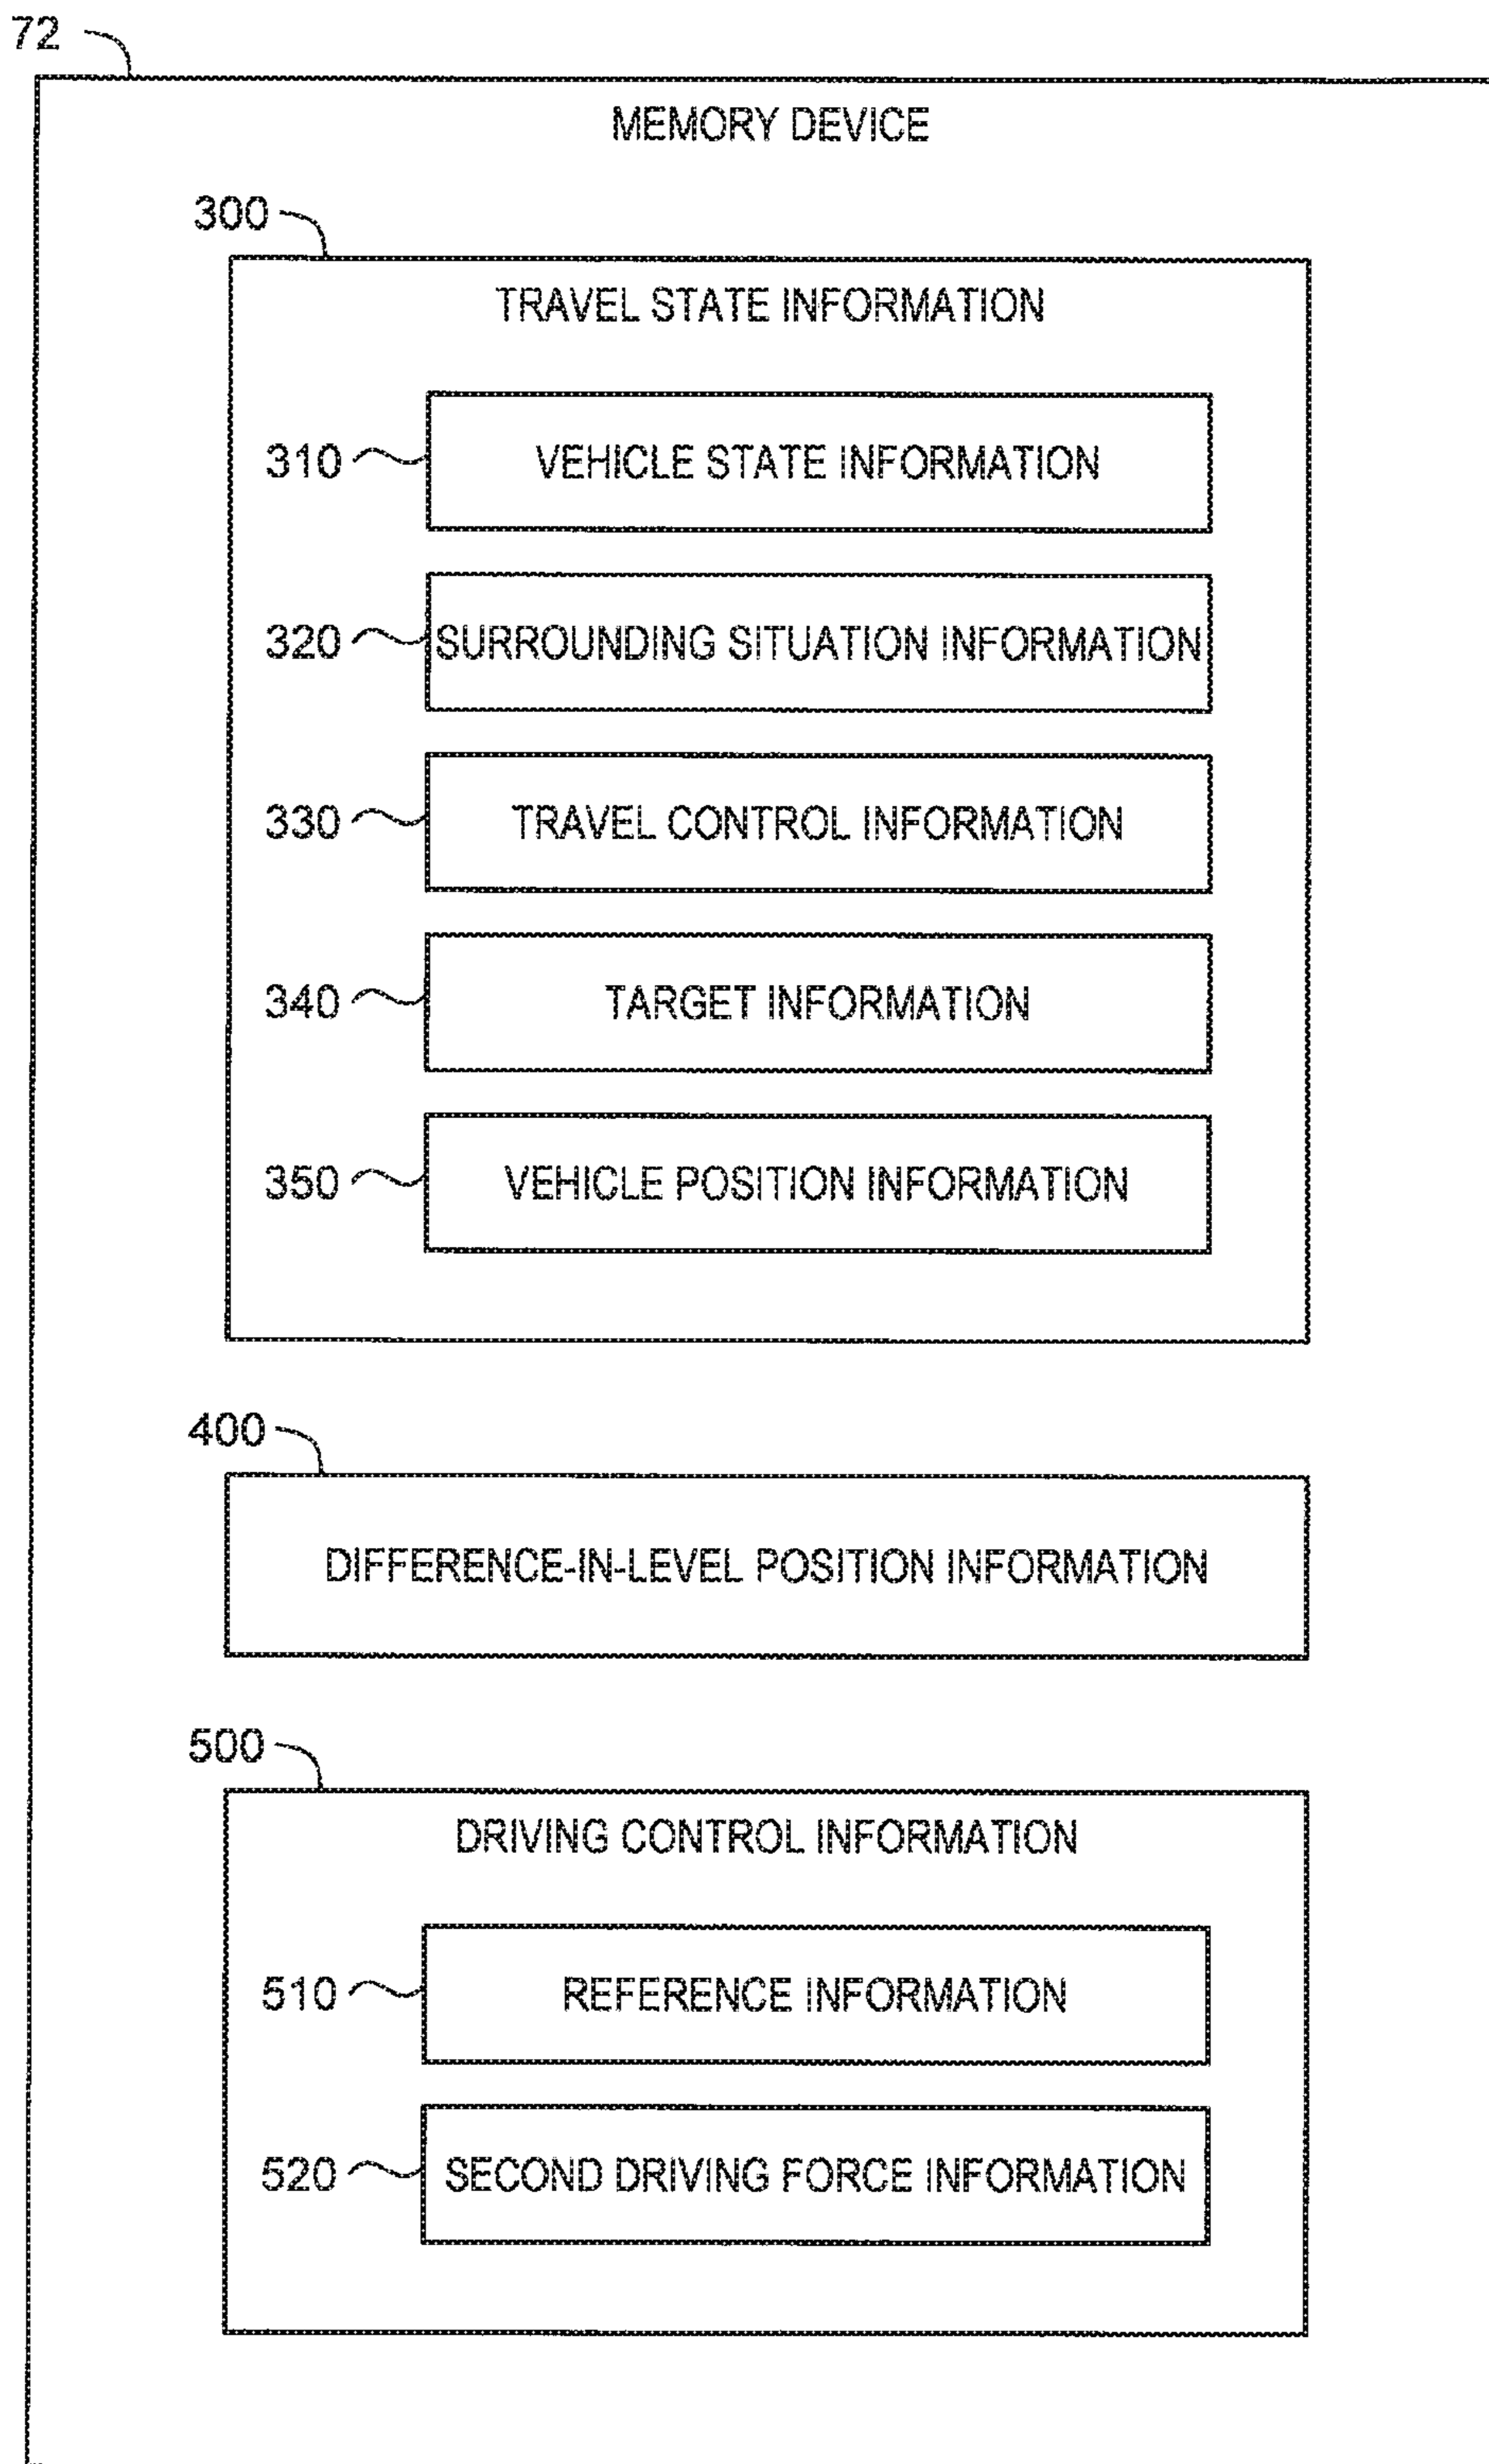 72
MEMORY DEVICE
300
TRAVEL STATE INFORMATION
310 VEHICLE STATE INFORMATION
320 SURROUNDING SITUATION INFORMATION
330 TRAVEL CONTROL INFORMATION
340 TARGET INFORMATION
350 VEHICLE POSITION INFORMATION
400
DIFFERENCE-IN-LEVEL POSITION INFORMATION
500
DRIVING CONTROL INFORMATION
510 REFERENCE INFORMATION
520 SECOND DRIVING FORCE INFORMATION